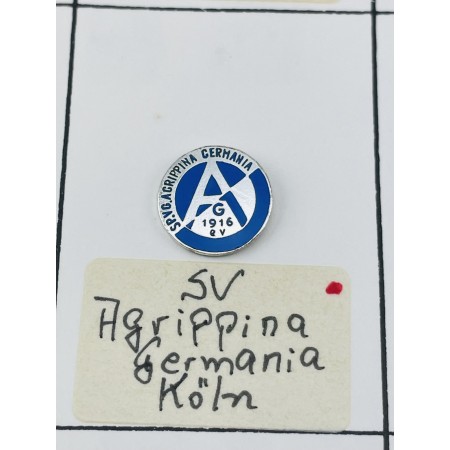 SP.VG.AGRIPPINA GERMANIA
A
G
1916
e V
SV
Agrippina
Germania
Köln